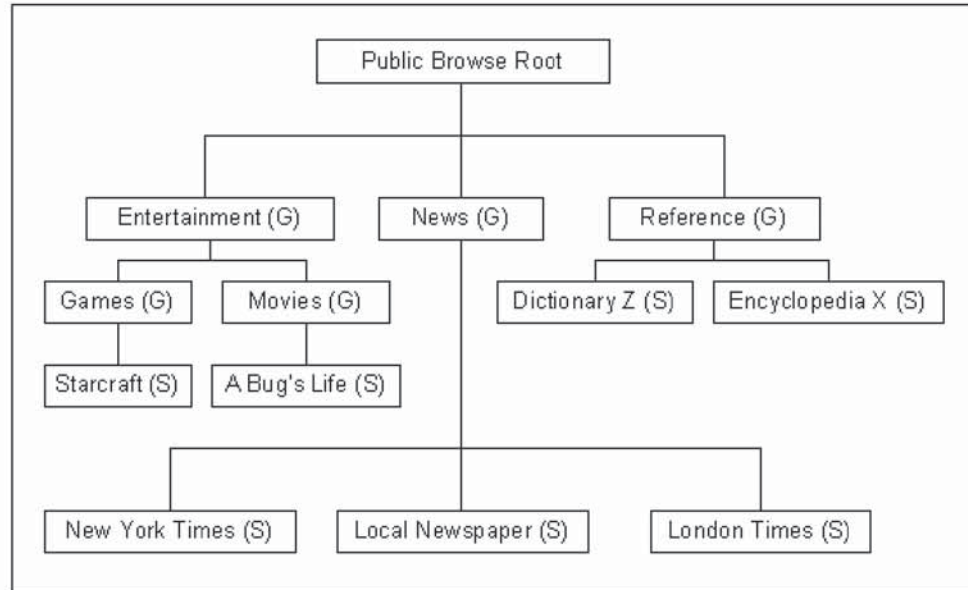 Public Browse Root
Entertainment (G)
News (G)
Reference (G)
Games (G)
Movies (G)
Dictionary Z (S)
Encyclopedia X (S)
Starcraft (S)
A Bug's Life (S)
New York Times (S)
Local Newspaper (S)
London Times (S)